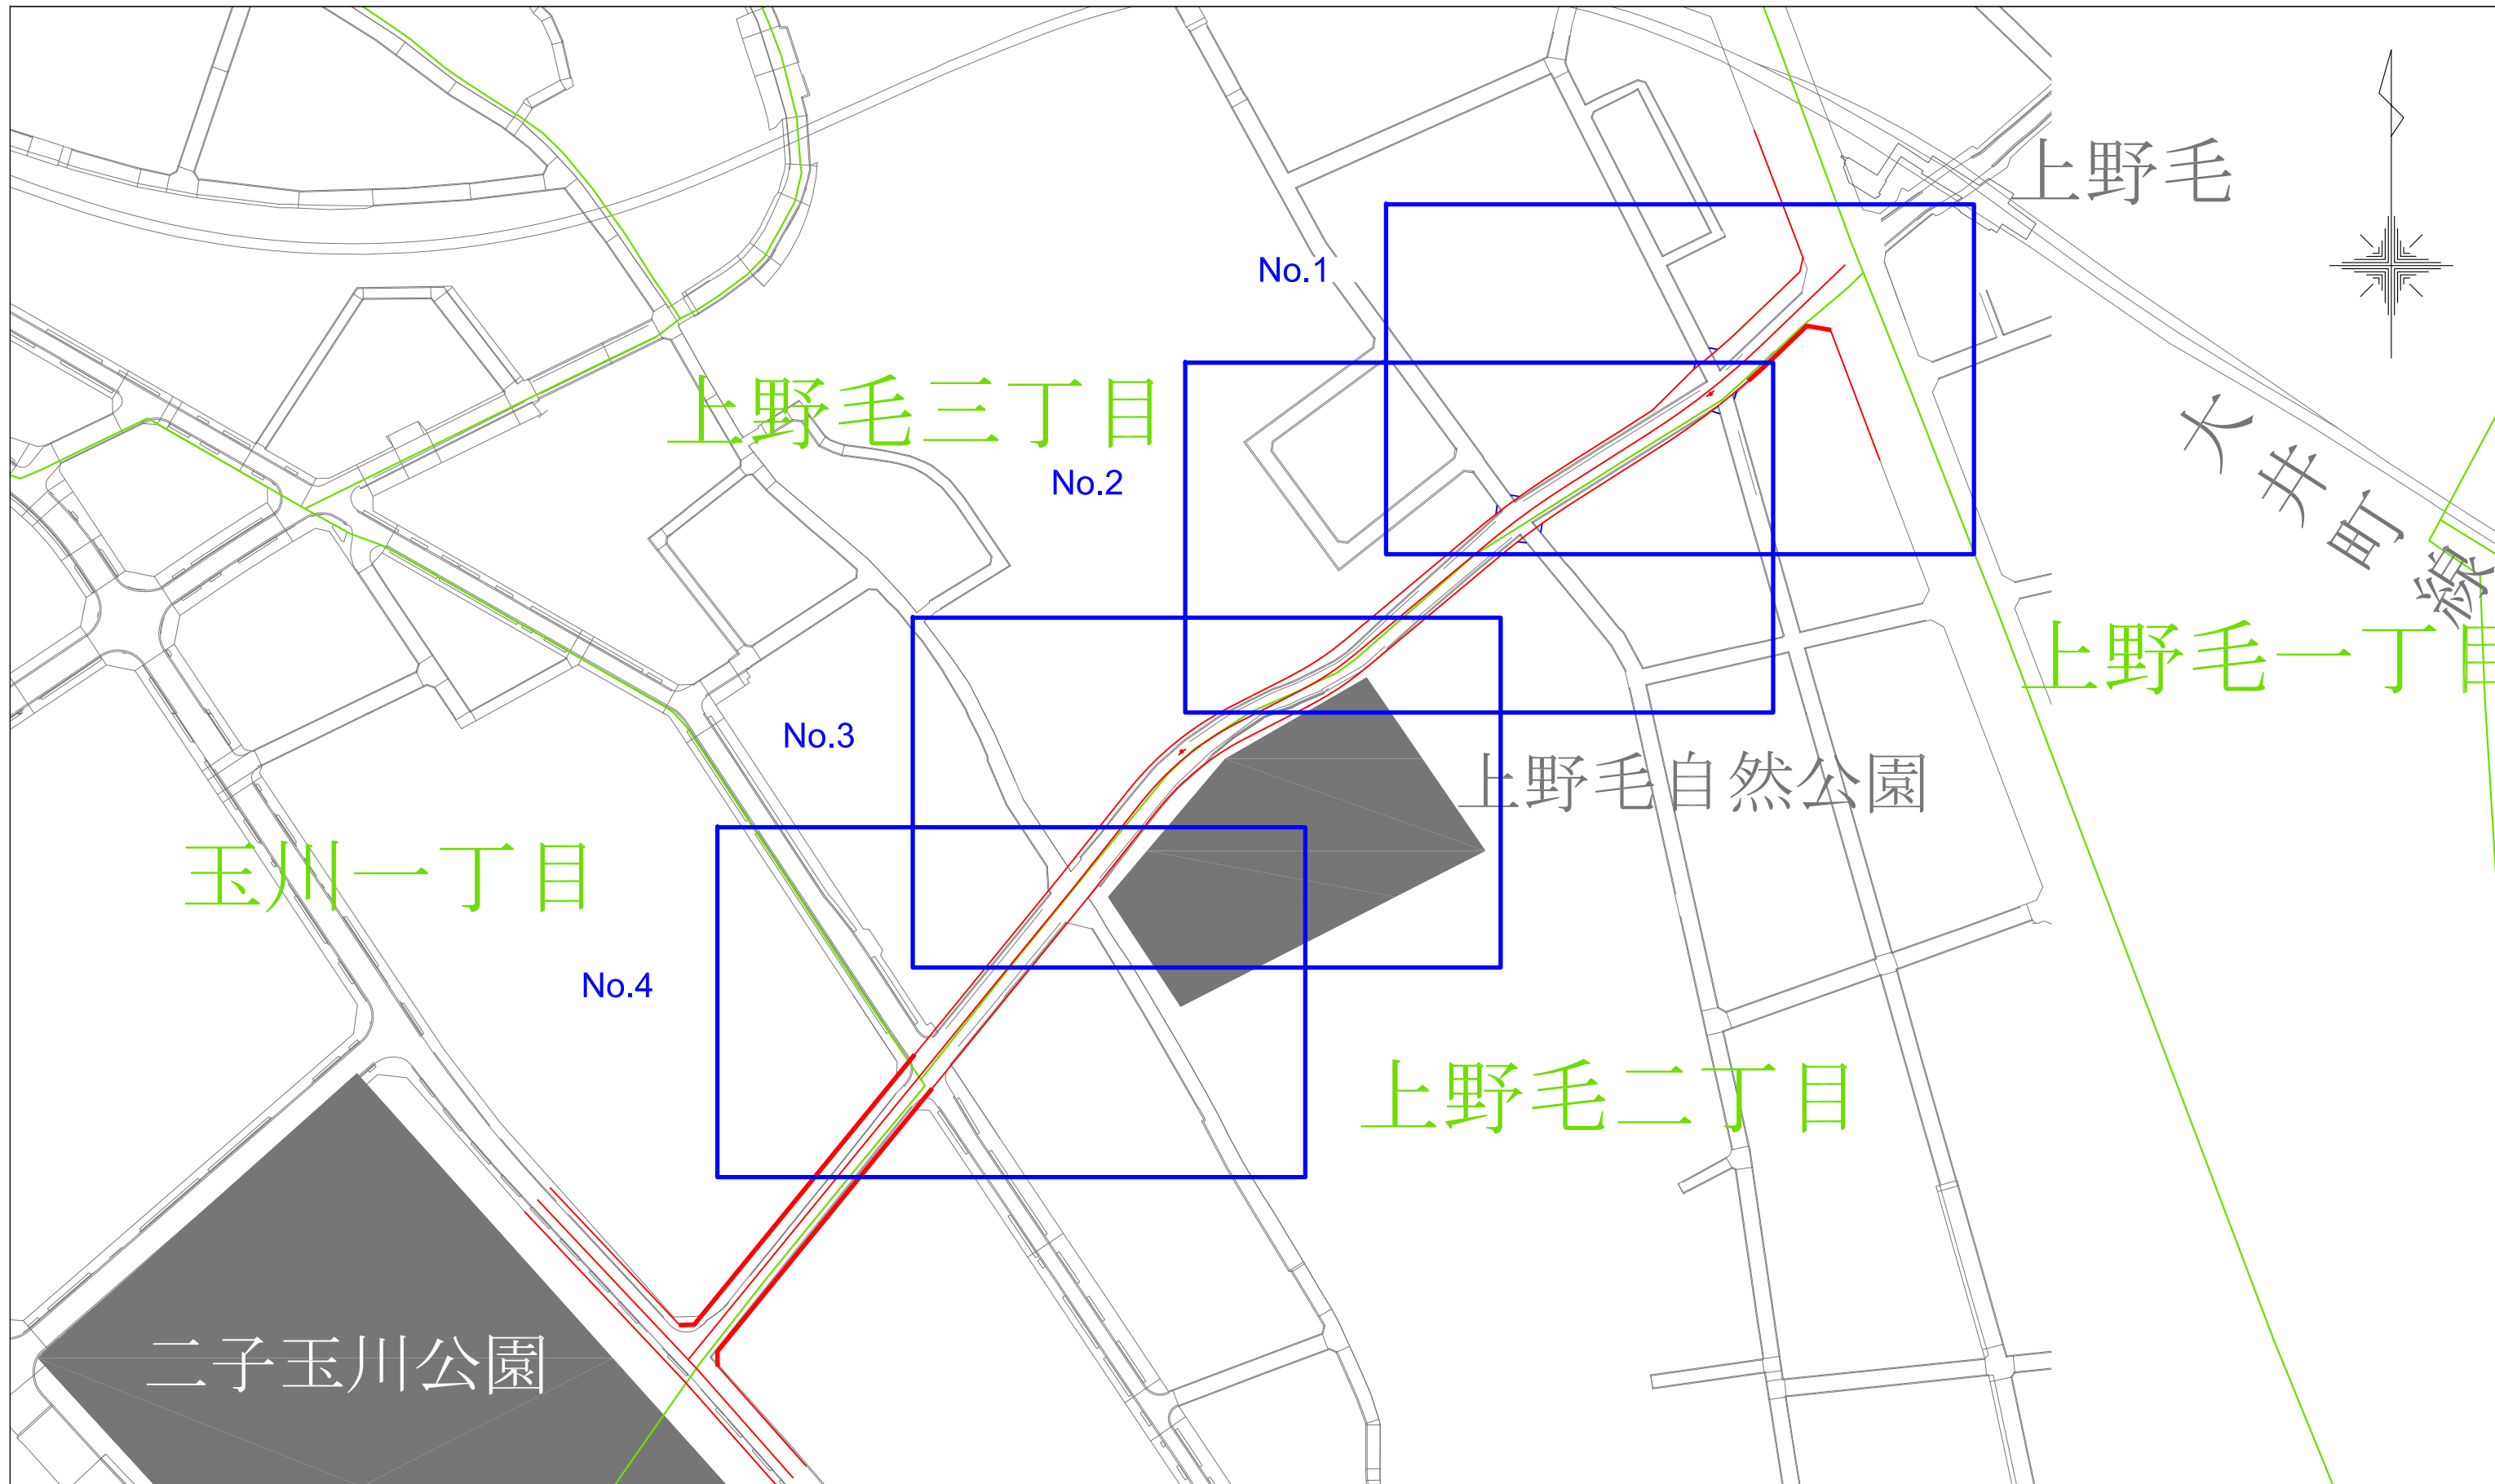 上野毛
No.1
上野毛三丁目
大井町線
No.2
上野毛一丁目
No.3
上野毛自然公園
玉川一丁目
No.4
上野毛二丁目
二子玉川公園